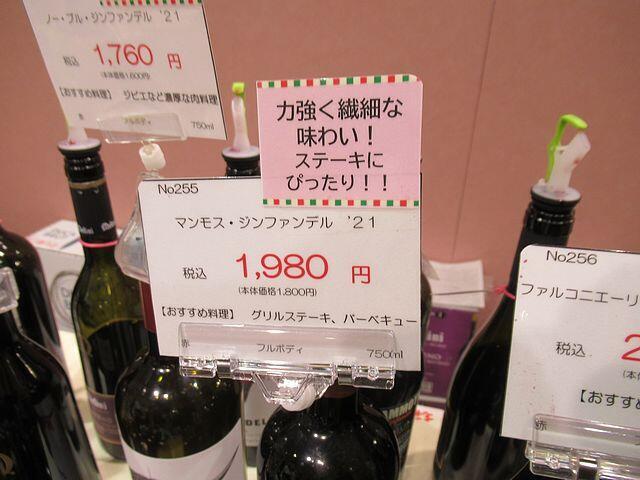 ノー・ブル・ジンファンデル '21
税込 1,760 円
(本体価格1,600円)
【おすすめ料理】 ジビエなど濃厚な肉料理
フルボディ 750ml
力強く繊細な
味わい！
ステーキに
ぴったり！！
No255
マンモス・ジンファンデル '21
税込 1,980 円
(本体価格1,800円)
【おすすめ料理】 グリルステーキ、バーベキュー
赤 フルボディ 750ml
No256
ファルコニエーリ
税込 2
【おすす
赤